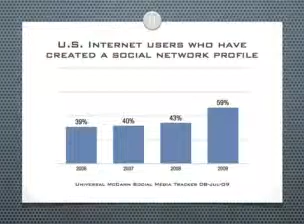 U.S. Internet users who have
created a social network profile
39%
40%
43%
59%
2006
2007
2008
2009
Universal McCann Social Media Tracker 08-Jul-09